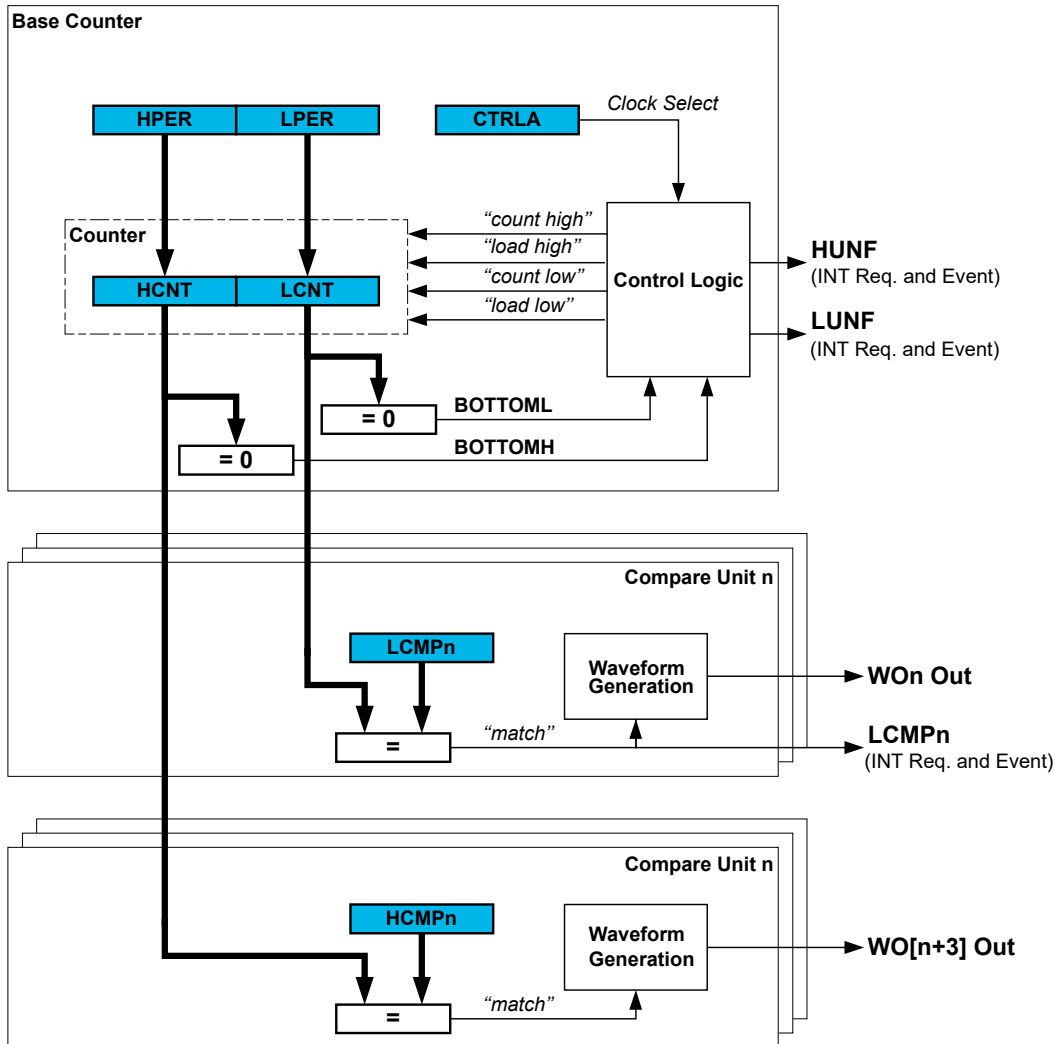 Base Counter
HPER LPER CTRLA Clock Select
Counter
“count high”
“load high”
“count low”
“load low”
Control Logic
HUNF
(INT Req. and Event)
LUNF
(INT Req. and Event)
HCNT LCNT
= 0 BOTTOML
= 0 BOTTOMH
Compare Unit n
LCMPn
Waveform
Generation
WOn Out
= “match”
LCMPn
(INT Req. and Event)
Compare Unit n
HCMPn
Waveform
Generation
WO[n+3] Out
= “match”